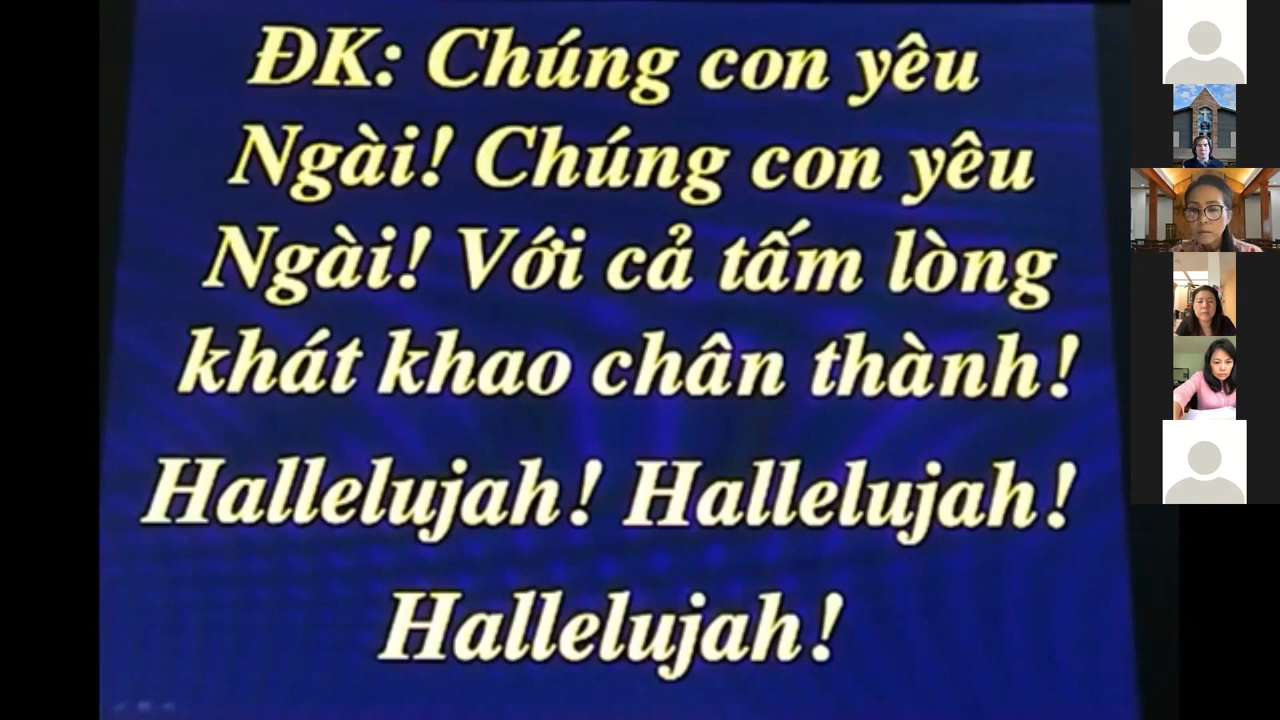 ĐK: Chúng con yêu
Ngài! Chúng con yêu
Ngài! Với cả tấm lòng
khát khao chân thành!
Hallelujah! Hallelujah!
Hallelujah!